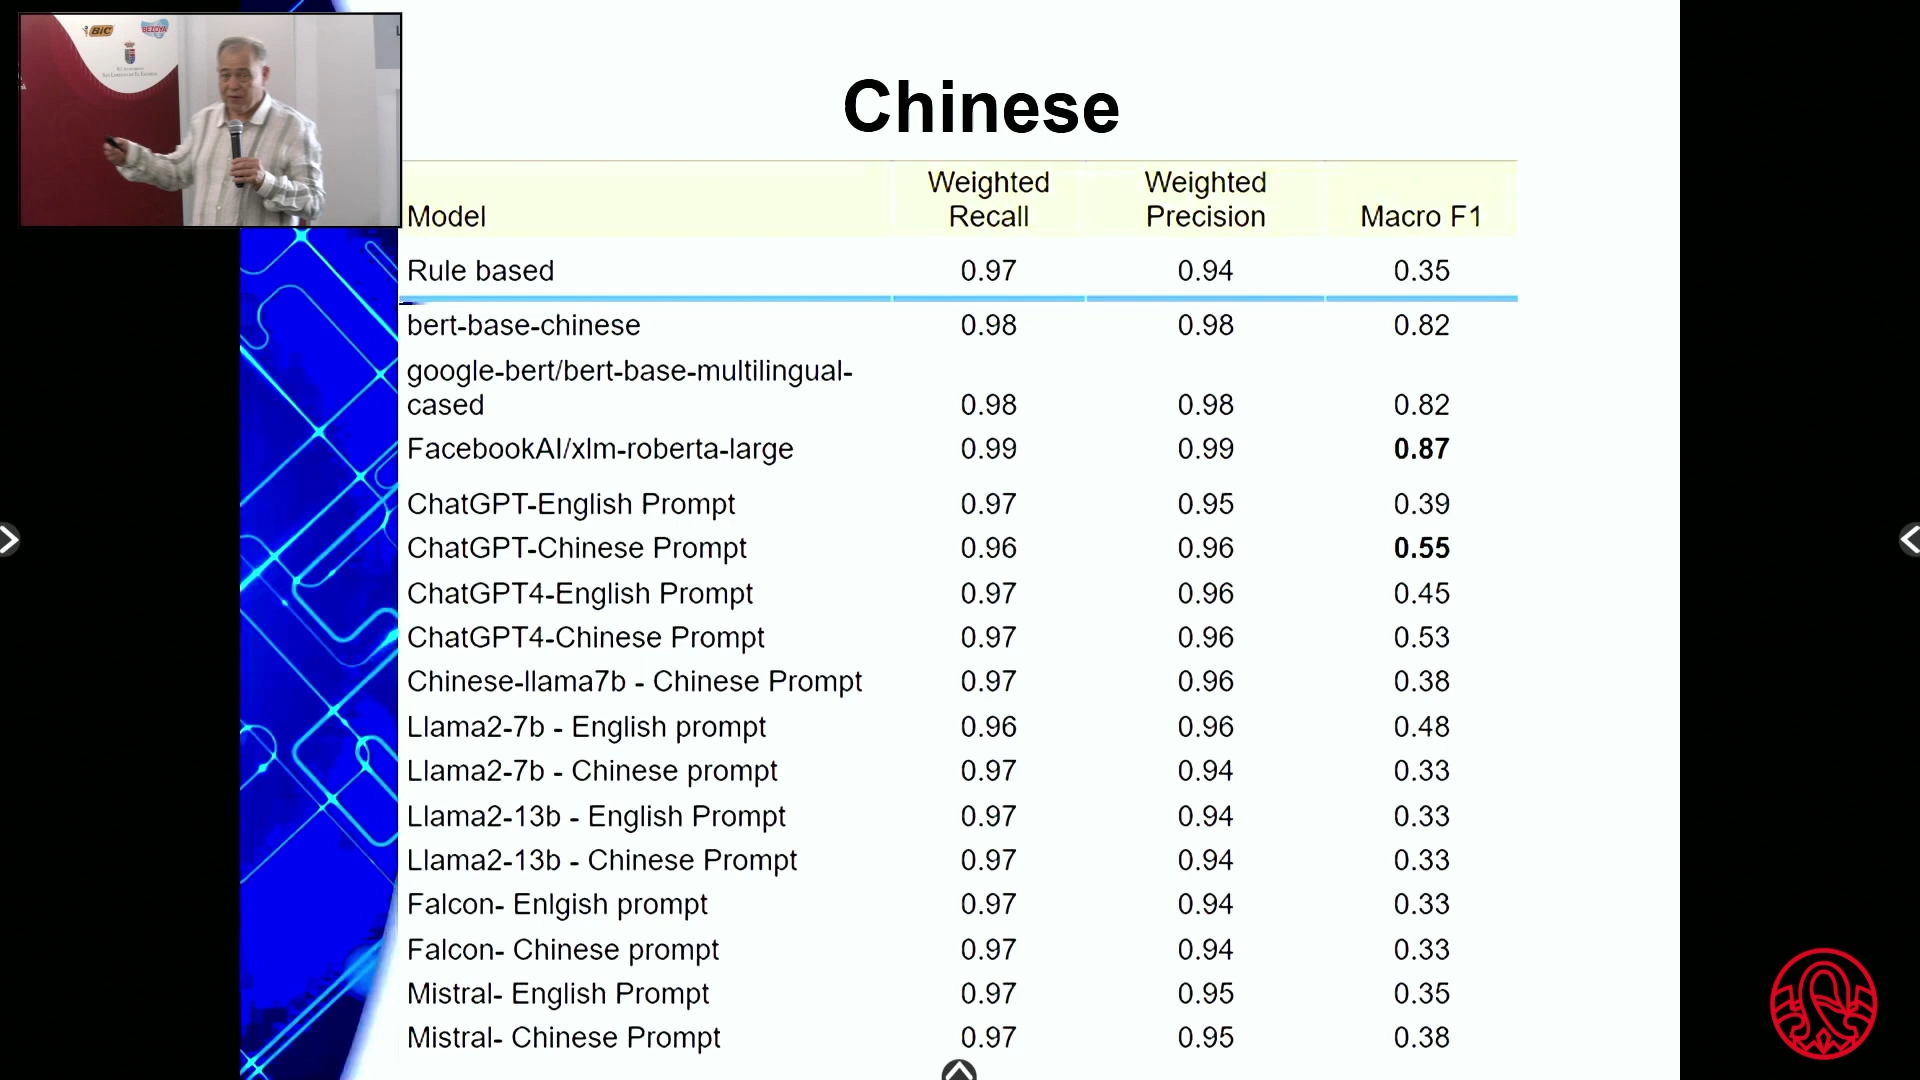 BIC
BEZOYA
San Lorenzo de El Escorial
Chinese
Model Weighted Recall Weighted Precision Macro F1
Rule based 0.97 0.94 0.35
bert-base-chinese 0.98 0.98 0.82
google-bert/bert-base-multilingual-
cased 0.98 0.98 0.82
FacebookAI/xlm-roberta-large 0.99 0.99 0.87
ChatGPT-English Prompt 0.97 0.95 0.39
ChatGPT-Chinese Prompt 0.96 0.96 0.55
ChatGPT4-English Prompt 0.97 0.96 0.45
ChatGPT4-Chinese Prompt 0.97 0.96 0.53
Chinese-llama7b - Chinese Prompt 0.97 0.96 0.38
Llama2-7b - English prompt 0.96 0.96 0.48
Llama2-7b - Chinese prompt 0.97 0.94 0.33
Llama2-13b - English Prompt 0.97 0.94 0.33
Llama2-13b - Chinese Prompt 0.97 0.94 0.33
Falcon- Enlgish prompt 0.97 0.94 0.33
Falcon- Chinese prompt 0.97 0.94 0.33
Mistral- English Prompt 0.97 0.95 0.35
Mistral- Chinese Prompt 0.97 0.95 0.38